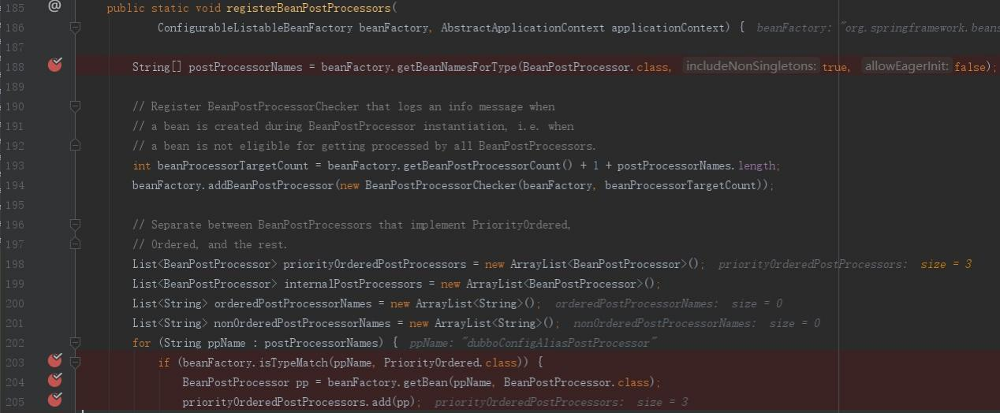 185 @ public static void registerBeanPostProcessors(
186 ConfigurableListableBeanFactory beanFactory, AbstractApplicationContext applicationContext) { beanFactory: "org.springframework.beans
187
188 String[] postProcessorNames = beanFactory.getBeanNamesForType(BeanPostProcessor.class, includeNonSingletons: true, allowEagerInit: false);
189
190 // Register BeanPostProcessorChecker that logs an info message when
191 // a bean is created during BeanPostProcessor instantiation, i.e. when
192 // a bean is not eligible for getting processed by all BeanPostProcessors.
193 int beanProcessorTargetCount = beanFactory.getBeanPostProcessorCount() + 1 + postProcessorNames.length;
194 beanFactory.addBeanPostProcessor(new BeanPostProcessorChecker(beanFactory, beanProcessorTargetCount));
195
196 // Separate between BeanPostProcessors that implement PriorityOrdered,
197 // Ordered, and the rest.
198 List<BeanPostProcessor> priorityOrderedPostProcessors = new ArrayList<BeanPostProcessor>(); priorityOrderedPostProcessors: size = 3
199 List<BeanPostProcessor> internalPostProcessors = new ArrayList<BeanPostProcessor>();
200 List<String> orderedPostProcessorNames = new ArrayList<String>(); orderedPostProcessorNames: size = 0
201 List<String> nonOrderedPostProcessorNames = new ArrayList<String>(); nonOrderedPostProcessorNames: size = 0
202 for (String ppName : postProcessorNames) { ppName: "dubboConfigAliasPostProcessor"
203 if (beanFactory.isTypeMatch(ppName, PriorityOrdered.class)) {
204 BeanPostProcessor pp = beanFactory.getBean(ppName, BeanPostProcessor.class);
205 priorityOrderedPostProcessors.add(pp); priorityOrderedPostProcessors: size = 3